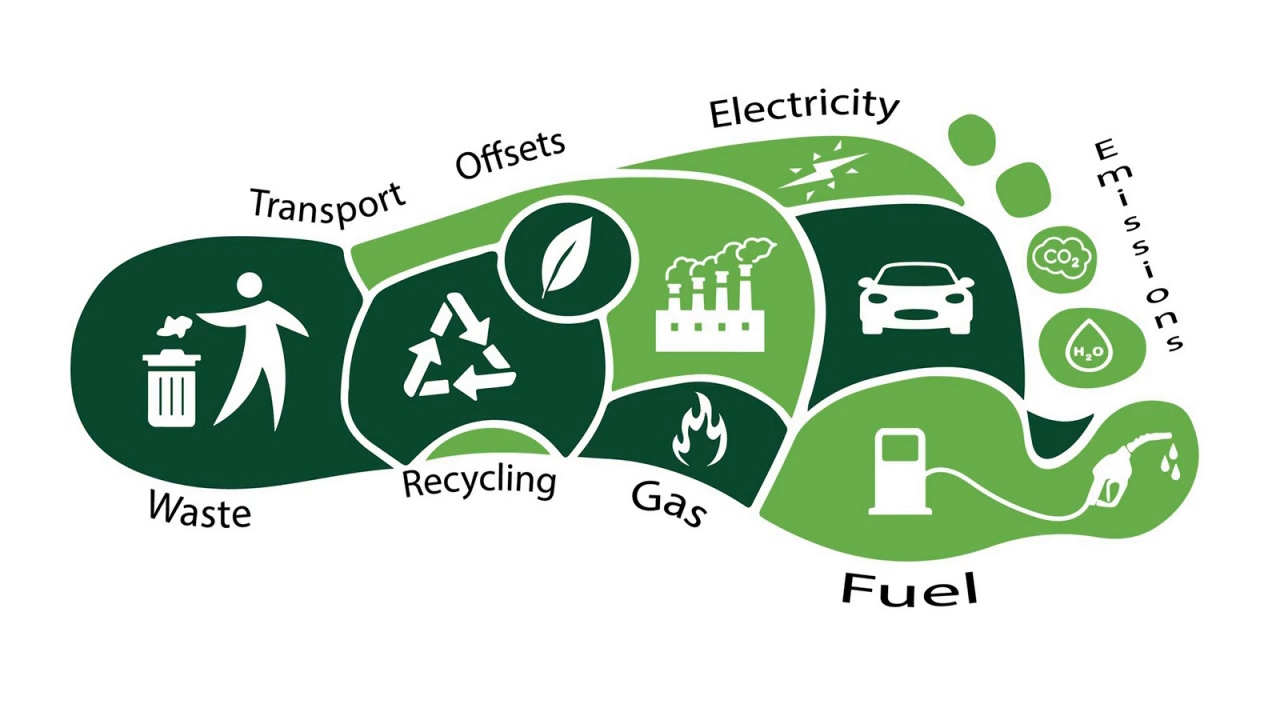 Electricity
Offsets
Transport
Emissions
CO₂
H₂O
Recycling
Gas
Waste
Fuel